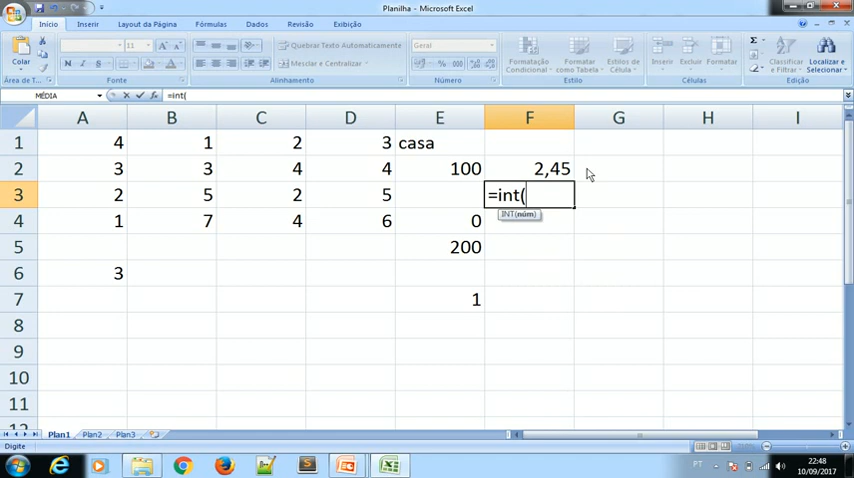 Planilha - Microsoft Excel
Início Inserir Layout da Página Fórmulas Dados Revisão Exibição
Colar
11
Quebrar Texto Automaticamente
Mesclar e Centralizar
Geral
Formatação Condicional
Formatar como Tabela
Estilos de Célula
Inserir Excluir Formatar
Classificar e Filtrar
Localizar e Selecionar
Área de T... Fonte Alinhamento Número Estilo Células Edição
MÉDIA =int(
A B C D E F G H I
1 4 1 2 3 casa
2 3 3 4 4 100 2,45
3 2 5 2 5 =int(
INT(núm)
4 1 7 4 6 0
5 200
6 3
7 1
8
9
10
11
12
Plan1 Plan2 Plan3
Digite
PT 22:48
10/09/2017